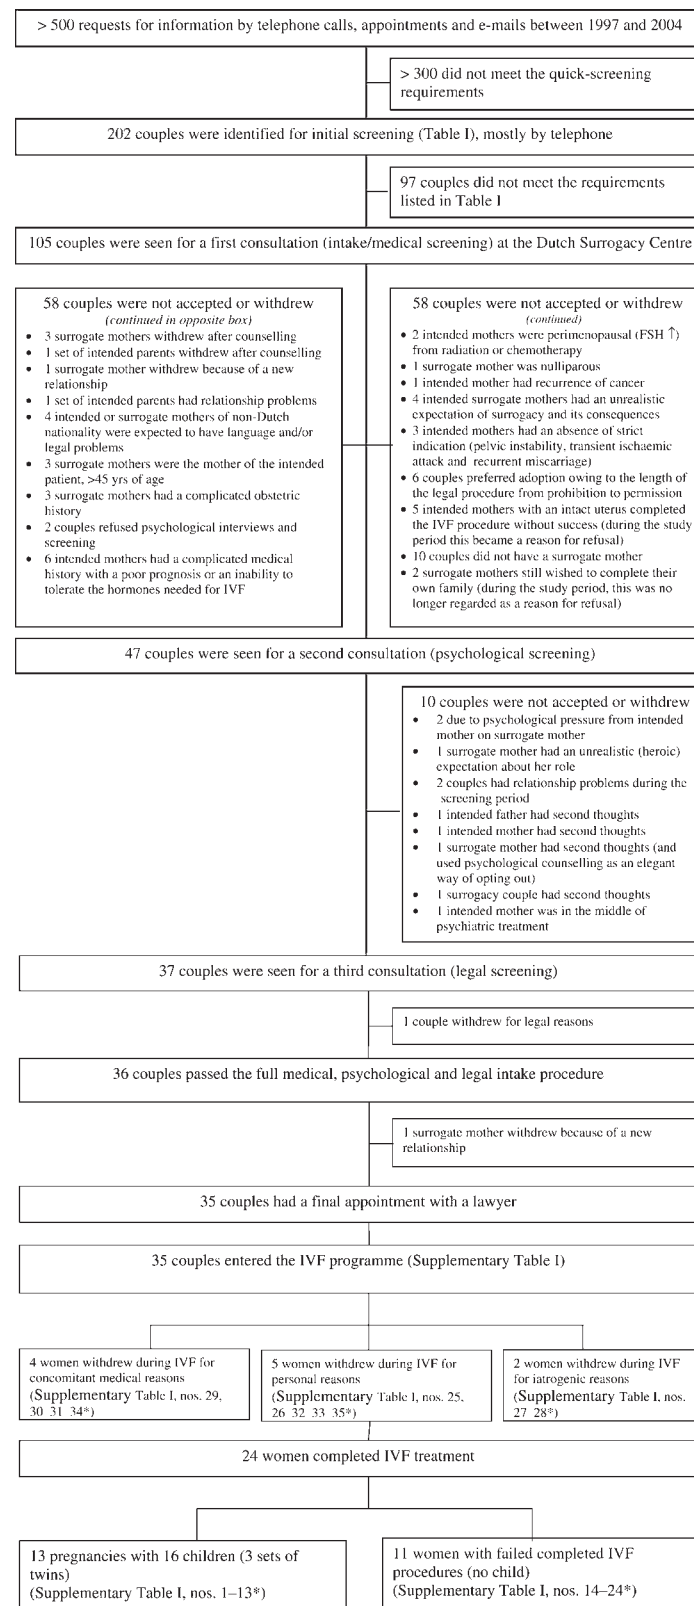 > 500 requests for information by telephone calls, appointments and e-mails between 1997 and 2004
> 300 did not meet the quick-screening
requirements
202 couples were identified for initial screening (Table I), mostly by telephone
97 couples did not meet the requirements
listed in Table I
105 couples were seen for a first consultation (intake/medical screening) at the Dutch Surrogacy Centre
58 couples were not accepted or withdrew
(continued in opposite box)
• 3 surrogate mothers withdrew after counselling
• 1 set of intended parents withdrew after counselling
• 1 surrogate mother withdrew because of a new
relationship
• 1 set of intended parents had relationship problems
• 4 intended or surrogate mothers of non-Dutch
nationality were expected to have language and/or
legal problems
• 3 surrogate mothers were the mother of the intended
patient, >45 yrs of age
• 3 surrogate mothers had a complicated obstetric
history
• 2 couples refused psychological interviews and
screening
• 6 intended mothers had a complicated medical
history with a poor prognosis or an inability to
tolerate the hormones needed for IVF
58 couples were not accepted or withdrew
(continued)
• 2 intended mothers were perimenopausal (FSH ↑)
from radiation or chemotherapy
• 1 surrogate mother was nulliparous
• 1 intended mother had recurrence of cancer
• 4 intended surrogate mothers had an unrealistic
expectation of surrogacy and its consequences
• 3 intended mothers had an absence of strict
indication (pelvic instability, transient ischaemic
attack and recurrent miscarriage)
• 6 couples preferred adoption owing to the length of
the legal procedure from prohibition to permission
• 5 intended mothers with an intact uterus completed
the IVF procedure without success (during the study
period this became a reason for refusal)
• 10 couples did not have a surrogate mother
• 2 surrogate mothers still wished to complete their
own family (during the study period, this was no
longer regarded as a reason for refusal)
47 couples were seen for a second consultation (psychological screening)
10 couples were not accepted or withdrew
• 2 due to psychological pressure from intended
mother on surrogate mother
• 1 surrogate mother had an unrealistic (heroic)
expectation about her role
• 2 couples had relationship problems during the
screening period
• 1 intended father had second thoughts
• 1 intended mother had second thoughts
• 1 surrogate mother had second thoughts (and
used psychological counselling as an elegant
way of opting out)
• 1 surrogacy couple had second thoughts
• 1 intended mother was in the middle of
psychiatric treatment
37 couples were seen for a third consultation (legal screening)
1 couple withdrew for legal reasons
36 couples passed the full medical, psychological and legal intake procedure
1 surrogate mother withdrew because of a new
relationship
35 couples had a final appointment with a lawyer
35 couples entered the IVF programme (Supplementary Table I)
4 women withdrew during IVF for
concomitant medical reasons
(Supplementary Table I, nos. 29,
30 31 34*)
5 women withdrew during IVF for
personal reasons
(Supplementary Table I, nos. 25,
26 32 33 35*)
2 women withdrew during IVF
for iatrogenic reasons
(Supplementary Table I, nos.
27 28*)
24 women completed IVF treatment
13 pregnancies with 16 children (3 sets of
twins)
(Supplementary Table I, nos. 1–13*)
11 women with failed completed IVF
procedures (no child)
(Supplementary Table I, nos. 14–24*)